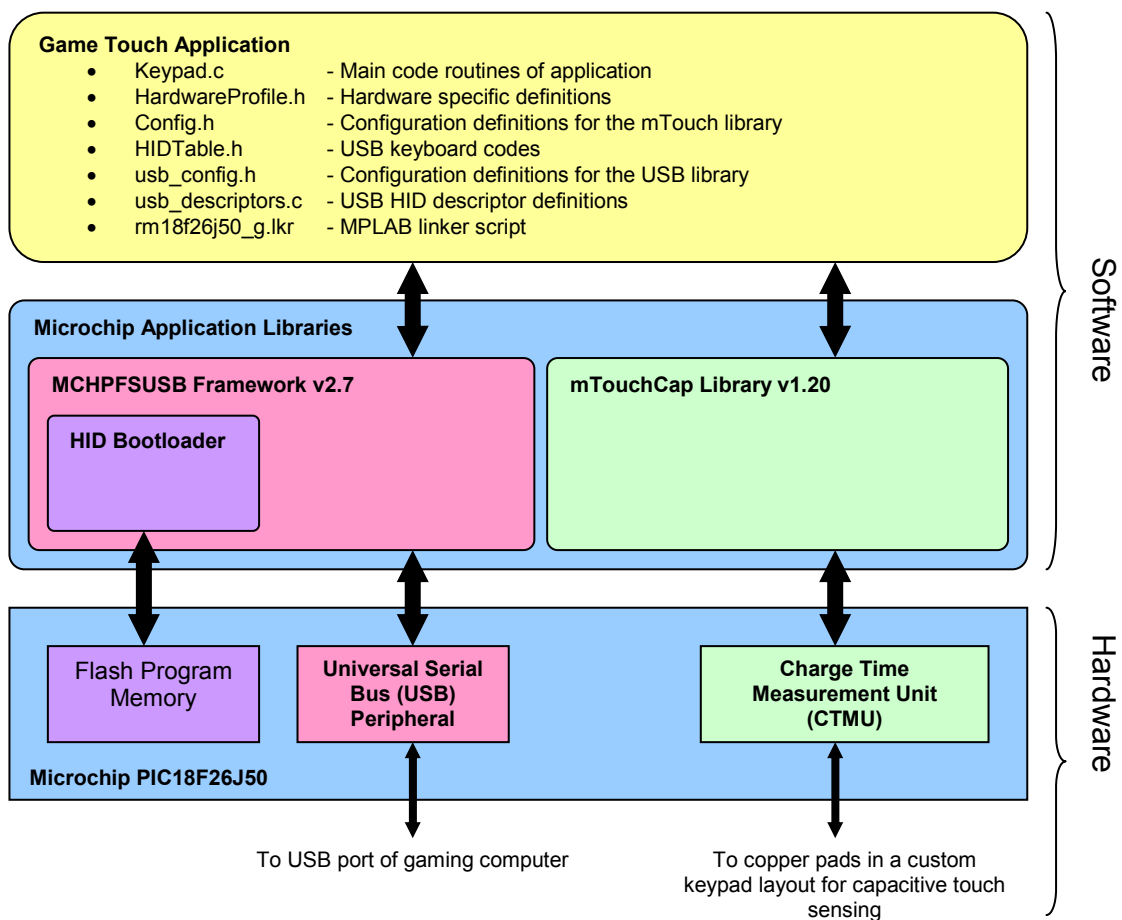 Game Touch Application
• Keypad.c - Main code routines of application
• HardwareProfile.h - Hardware specific definitions
• Config.h - Configuration definitions for the mTouch library
• HIDTable.h - USB keyboard codes
• usb_config.h - Configuration definitions for the USB library
• usb_descriptors.c - USB HID descriptor definitions
• rm18f26j50_g.lkr - MPLAB linker script
Software
Microchip Application Libraries
MCHPFSUSB Framework v2.7
HID Bootloader
mTouchCap Library v1.20
Hardware
Flash Program
Memory
Universal Serial
Bus (USB)
Peripheral
Charge Time
Measurement Unit
(CTMU)
Microchip PIC18F26J50
To USB port of gaming computer
To copper pads in a custom
keypad layout for capacitive touch
sensing